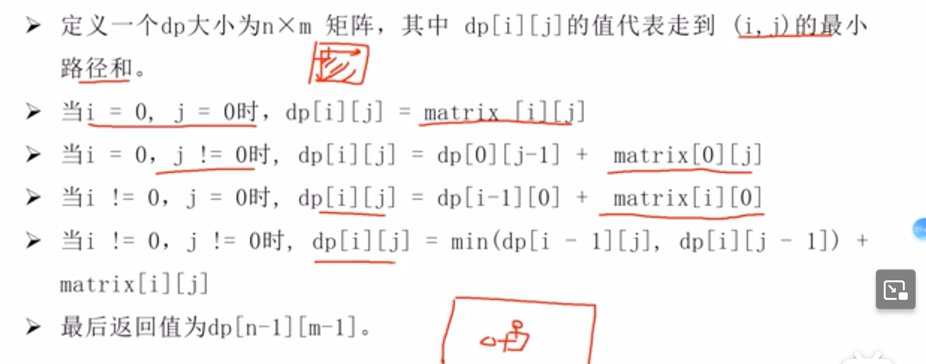 ➢ 定义一个dp大小为n×m 矩阵，其中 dp[i][j]的值代表走到 (i,j)的最小
路径和。
➢ 当i = 0, j = 0时，dp[i][j] = matrix [i][j]
➢ 当i = 0，j != 0时, dp[i][j] = dp[0][j-1] + matrix[0][j]
➢ 当i != 0，j = 0时, dp[i][j] = dp[i-1][0] + matrix[i][0]
➢ 当i != 0，j != 0时, dp[i][j] = min(dp[i - 1][j], dp[i][j - 1]) +
matrix[i][j]
➢ 最后返回值为dp[n-1][m-1]。